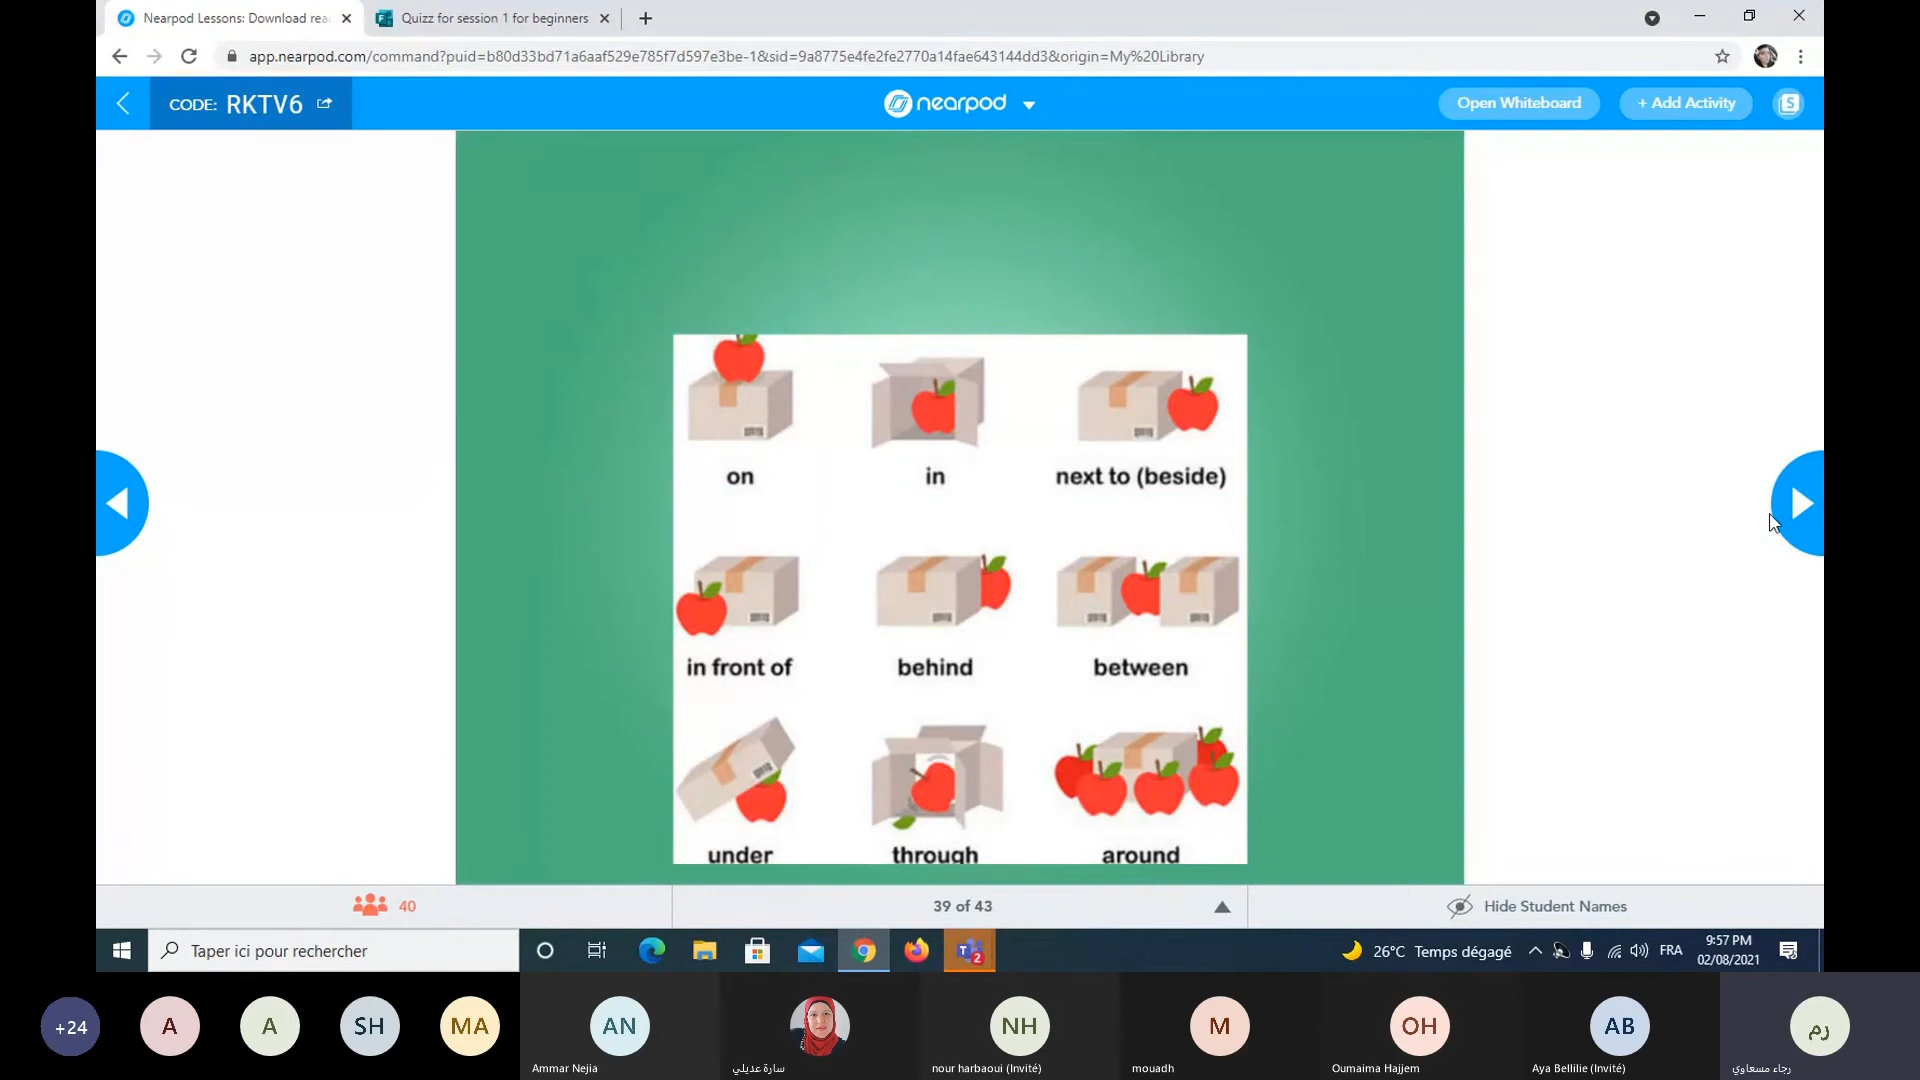 Nearpod Lessons: Download rea
Quizz for session 1 for beginners
app.nearpod.com/command?puid=b80d33bd71a6aaf529e785f7d597e3be-1&sid=9a8775e4fe2fe2770a14fae643144dd3&origin=My%20Library
CODE: RKTV6
nearpod
Open Whiteboard
+ Add Activity
S
on
in
next to (beside)
in front of
behind
between
under
through
around
40
39 of 43
Hide Student Names
Taper ici pour rechercher
2
26°C Temps dégagé
FRA
9:57 PM
02/08/2021
+24
A
A
SH
MA
AN
NH
M
OH
AB
رم
Ammar Nejia
سارة عديلي
nour harbaoui (Invité)
mouadh
Oumaima Hajjem
Aya Bellilie (Invité)
رجاء مسعاوي